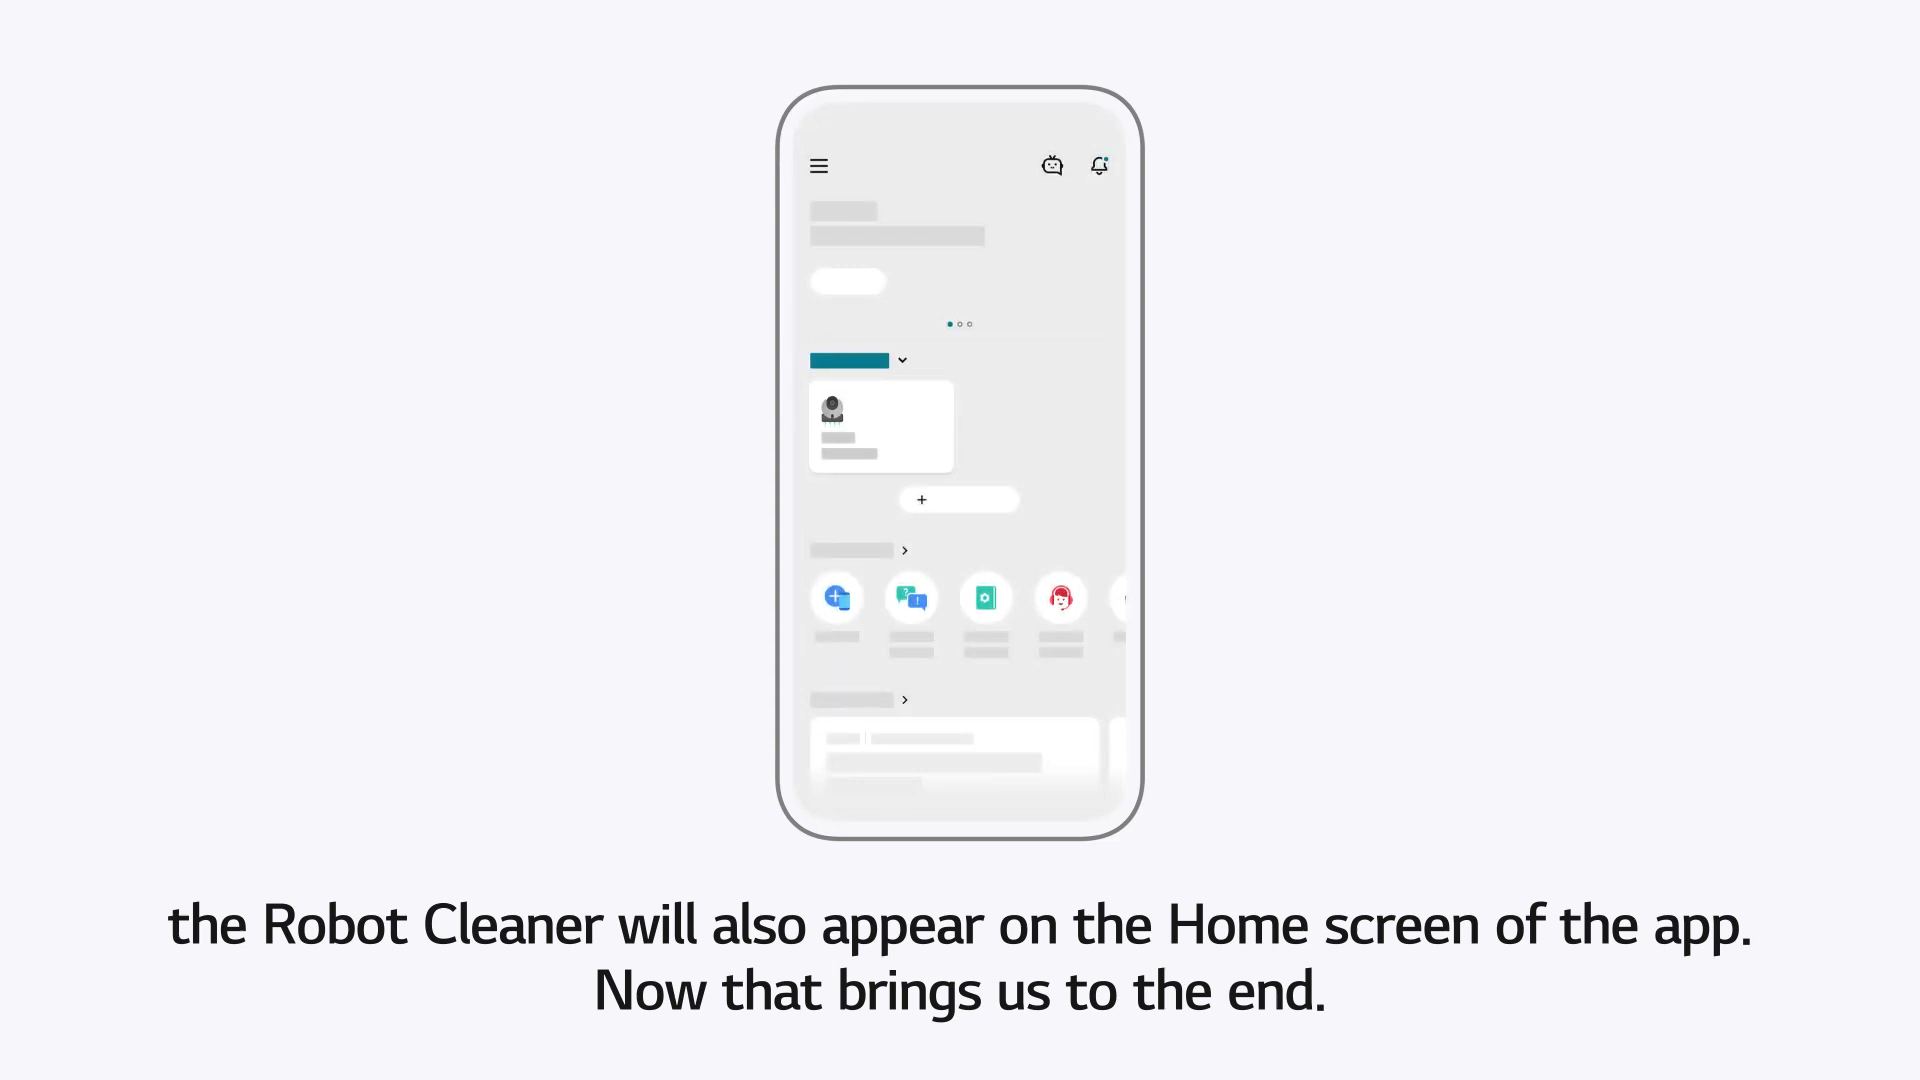 the Robot Cleaner will also appear on the Home screen of the app.
Now that brings us to the end.